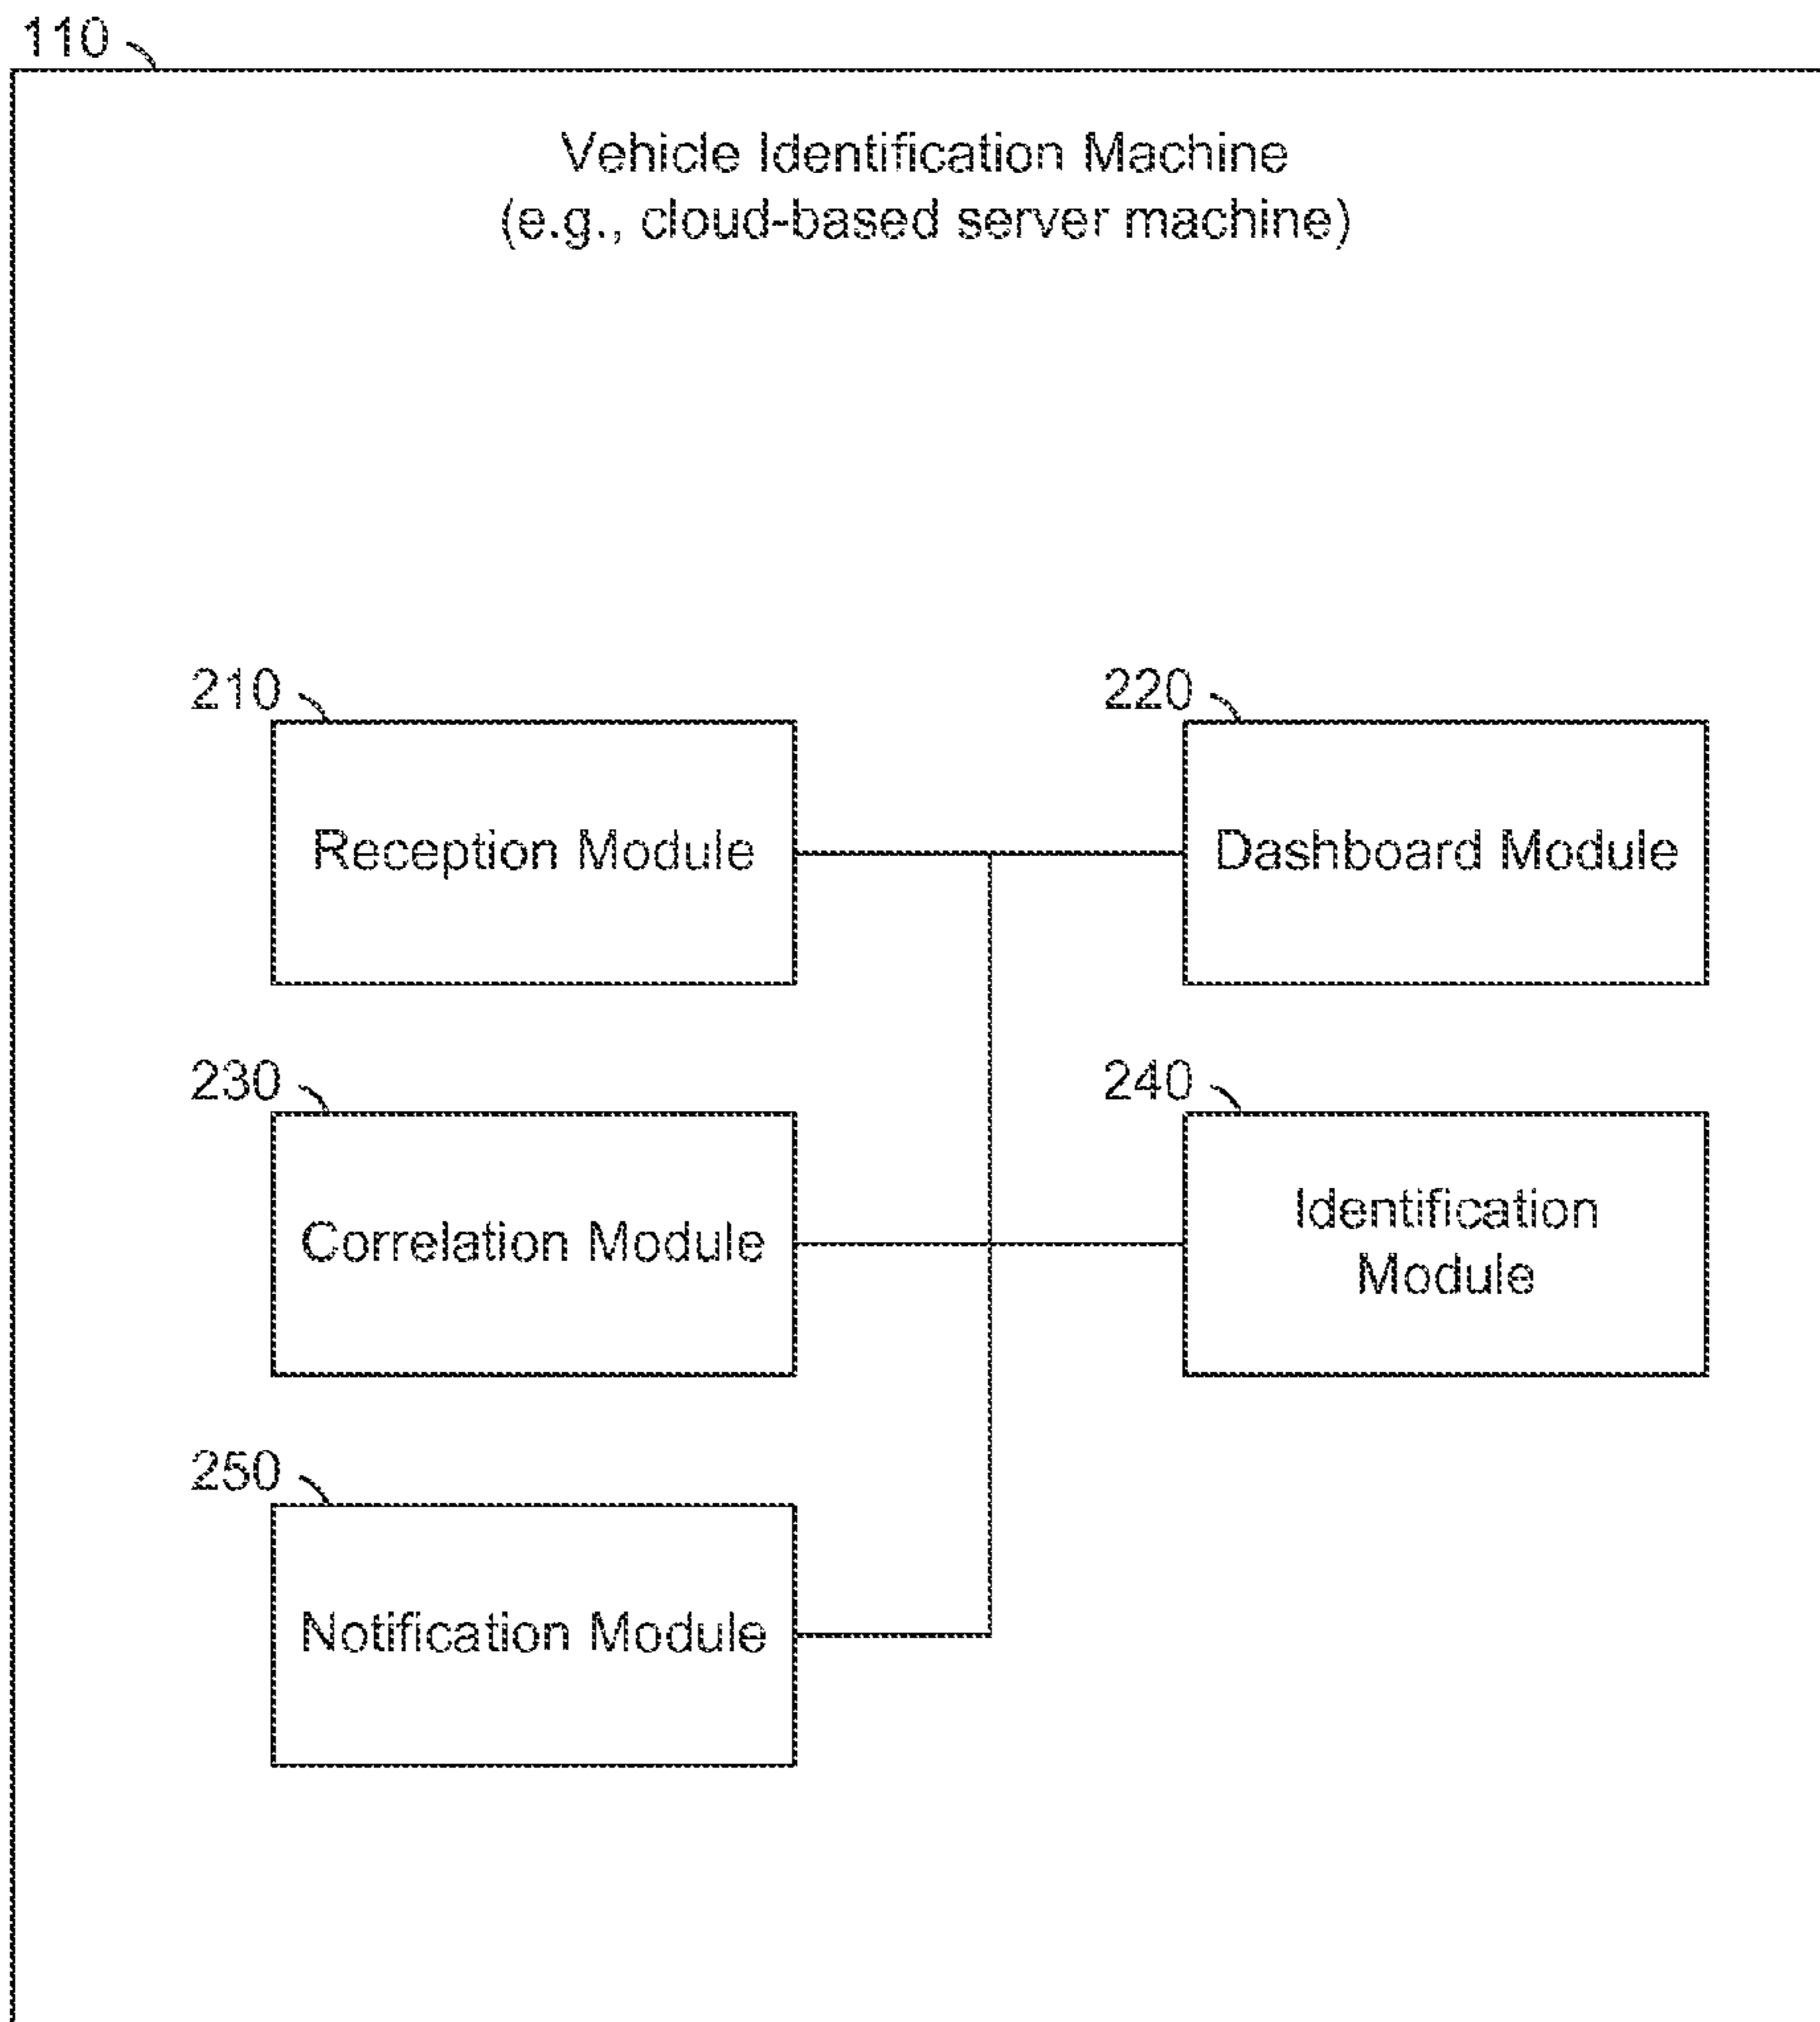 110
Vehicle Identification Machine
(e.g., cloud-based server machine)
210
220
Reception Module
Dashboard Module
230
240
Correlation Module
Identification
Module
250
Notification Module